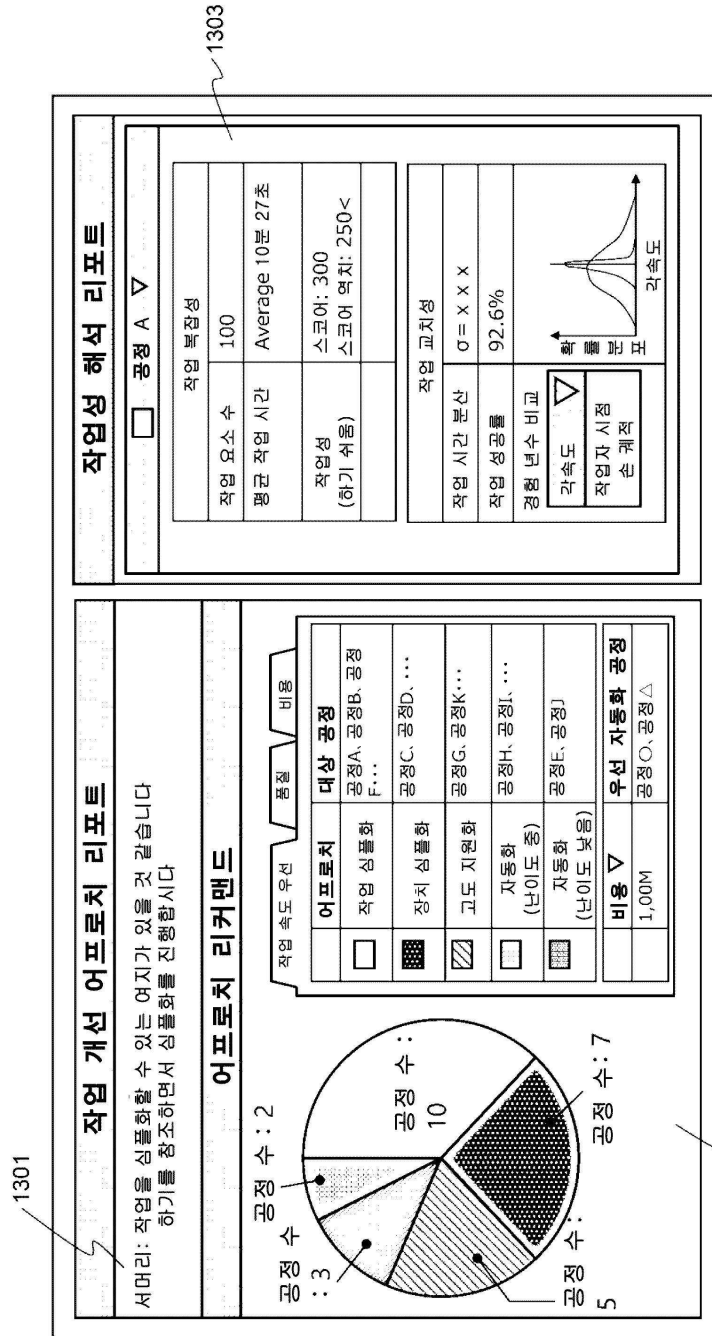 1301
작업 개선 어프로치 리포트
서머리: 작업을 심플화할 수 있는 여지가 있을 것 같습니다
하기를 참조하면서 심플화를 진행합시다
어프로치 리커맨드
공정 수
: 3
공정 수: 2
공정 수:
10
공정 수:
5
공정 수: 7
작업 속도 우선
품질
비용
어프로치
대상 공정
작업 심플화
공정A、공정B、공정
F···
장치 심플화
공정C、공정D、···
고도 지원화
공정G、공정K···
자동화
(난이도 중)
공정H、공정I、···
자동화
(난이도 낮음)
공정E、공정J
비용 ▽
우선 자동화 공정
1,00M
공정○、공정△
작업성 해석 리포트
공정 A ▽
1303
작업 복잡성
작업 요소 수
100
평균 작업 시간
Average 10분 27초
작업성
(하기 쉬움)
스코어: 300
스코어 역치: 250<
작업 교치성
작업 시간 분산
σ= x x x
작업 성공률
92.6%
경험 년수 비교
각속도 ▽
작업자 시점
손 궤적
확률분포
각속도